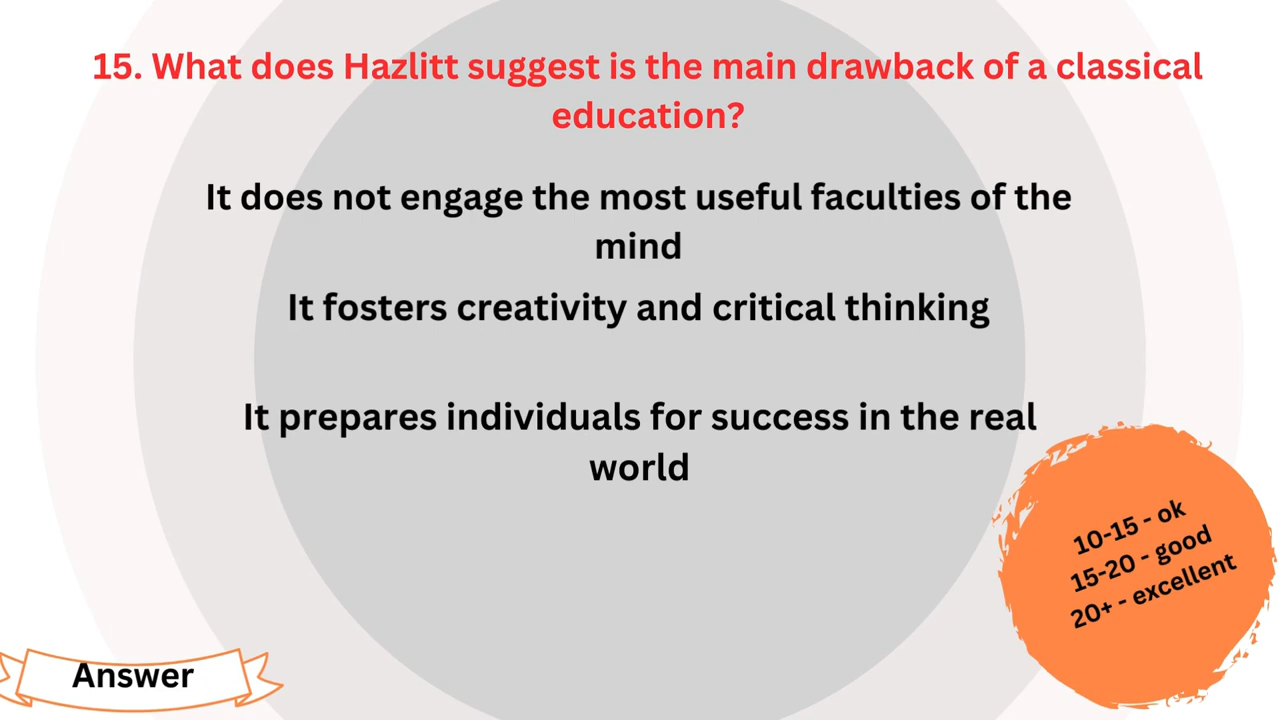 15. What does Hazlitt suggest is the main drawback of a classical
education?
It does not engage the most useful faculties of the
mind
It fosters creativity and critical thinking
It prepares individuals for success in the real
world
10-15 - ok
15-20 - good
20+ - excellent
Answer